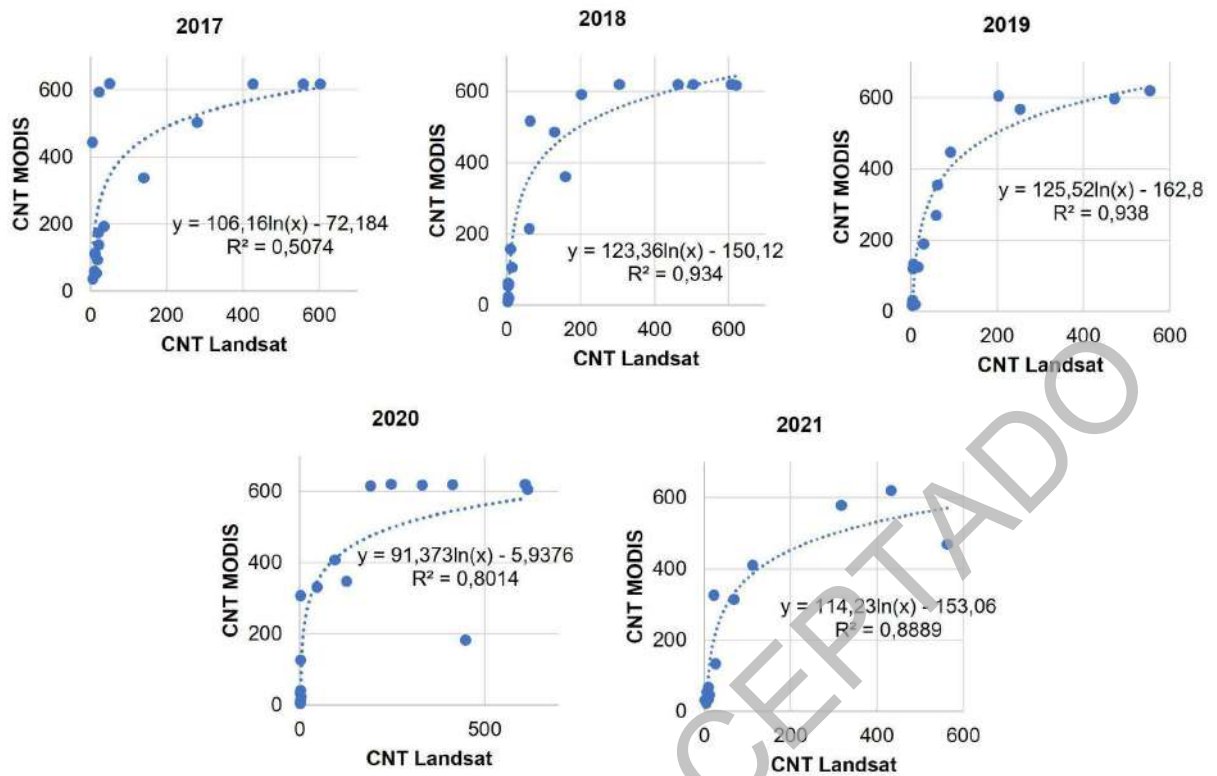 2017
600
400
200
0
CNT MODIS
y = 106,16ln(x) - 72,184
R² = 0,5074
0 200 400 600
CNT Landsat
2018
800
600
400
200
0
CNT MODIS
y = 123,36ln(x) - 150,12
R² = 0,934
0 200 400 600
CNT Landsat
2019
600
400
200
0
CNT MODIS
y = 125,52ln(x) - 162,8
R² = 0,938
0 200 400 600
CNT Landsat
2020
600
400
200
0
CNT MODIS
y = 91,373ln(x) - 5,9376
R² = 0,8014
0 500
CNT Landsat
2021
600
400
200
0
CNT MODIS
y = 114,23ln(x) - 153,06
R² = 0,8889
0 200 400 600
CNT Landsat
CEPTADO